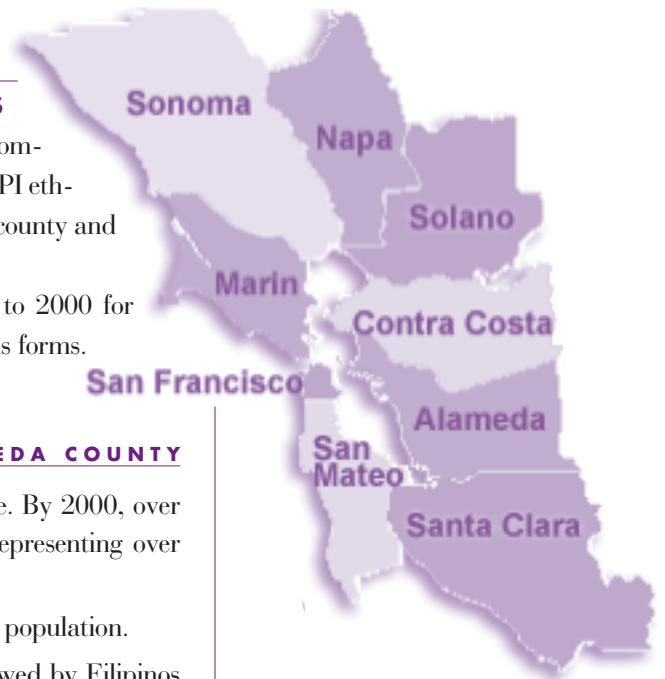 S
om-
PI eth-
county and
to 2000 for
s forms.
EDA COUNTY
e. By 2000, over
epresenting over
population.
wed by Filipinos
Sonoma
Napa
Solano
Marin
Contra Costa
San Francisco
Alameda
San
Mateo
Santa Clara